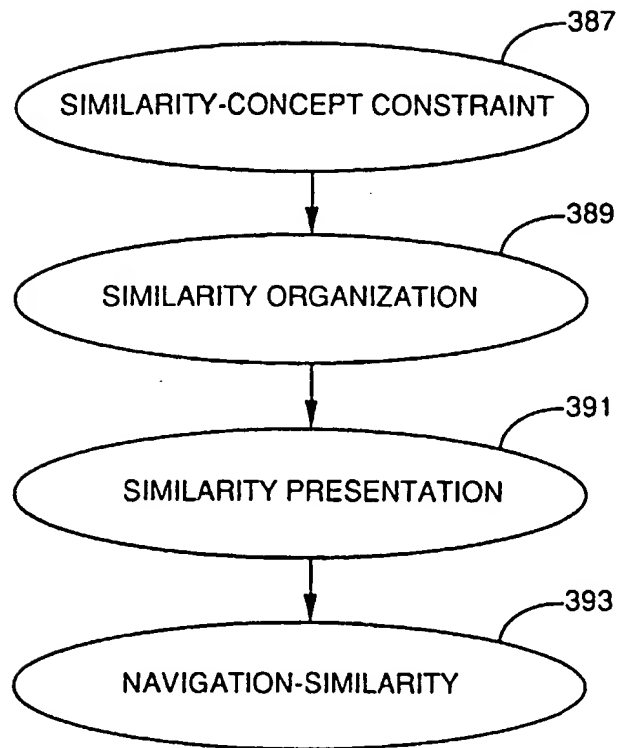 387
SIMILARITY-CONCEPT CONSTRAINT
389
SIMILARITY ORGANIZATION
391
SIMILARITY PRESENTATION
393
NAVIGATION-SIMILARITY